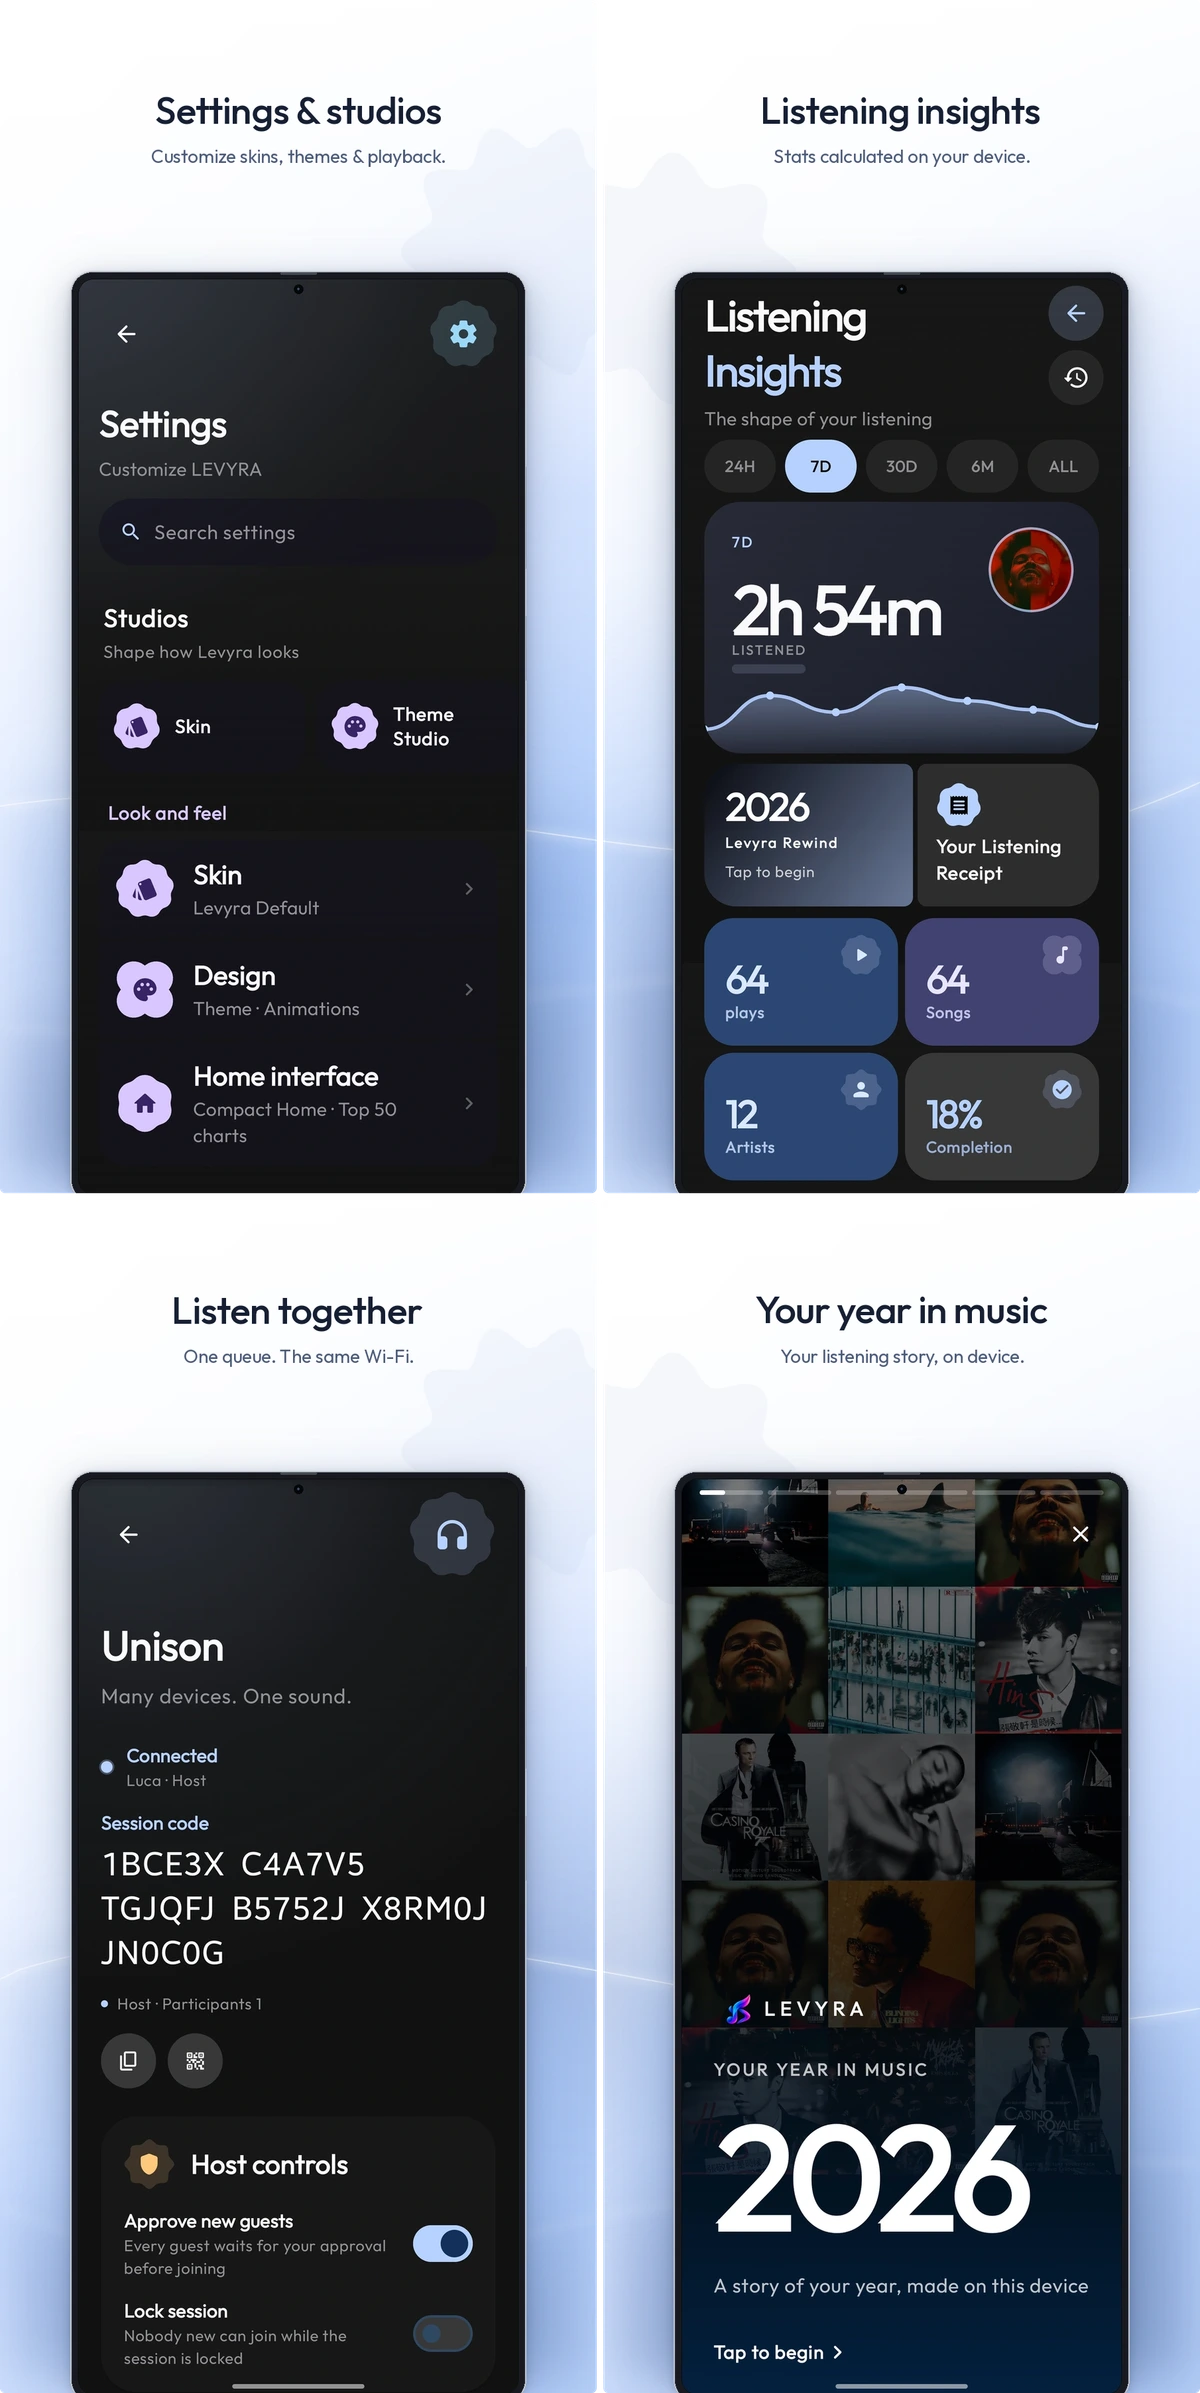 Settings & studios
Customize skins, themes & playback.
Settings
Customize LEVYRA
Search settings
Studios
Shape how Levyra looks
Skin
Theme
Studio
Look and feel
Skin
Levyra Default
Design
Theme · Animations
Home interface
Compact Home · Top 50
charts
Listening insights
Stats calculated on your device.
Listening
Insights
The shape of your listening
24H
7D
30D
6M
ALL
7D
2h 54m
LISTENED
2026
Levyra Rewind
Tap to begin
Your Listening
Receipt
64
plays
64
Songs
12
Artists
18%
Completion
Listen together
One queue. The same Wi-Fi.
Unison
Many devices. One sound.
Connected
Luca · Host
Session code
1BCE3X C4A7V5
TGJQFJ B5752J X8RM0J
JN0C0G
Host · Participants 1
Host controls
Approve new guests
Every guest waits for your approval
before joining
Lock session
Nobody new can join while the
session is locked
Your year in music
Your listening story, on device.
Hins
CASINO
ROYALE
BLINDING
LIGHTS
LEVYRA
YOUR YEAR IN MUSIC
CASINO
ROYALE
2026
A story of your year, made on this device
Tap to begin